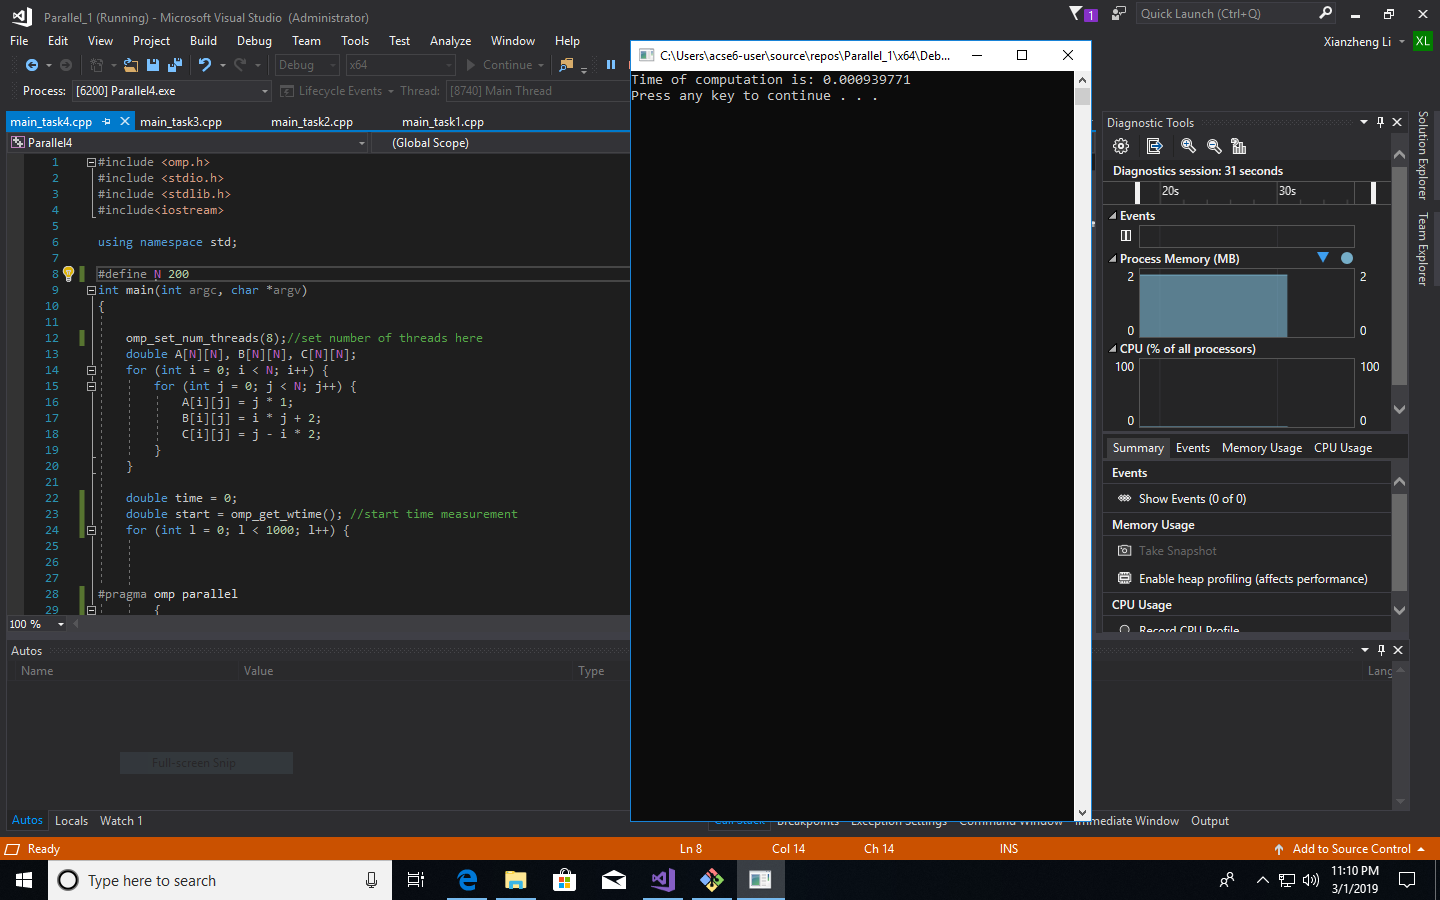 Parallel_1 (Running) - Microsoft Visual Studio (Administrator)
1
Quick Launch (Ctrl+Q)
File Edit View Project Build Debug Team Tools Test Analyze Window Help
Xianzheng Li XL
Debug x64 Continue
Process: [6200] Parallel4.exe Lifecycle Events Thread: [8740] Main Thread
main_task4.cpp main_task3.cpp main_task2.cpp main_task1.cpp
Parallel4 (Global Scope)
1 #include <omp.h>
2 #include <stdio.h>
3 #include <stdlib.h>
4 #include<iostream>
5
6 using namespace std;
7
8 #define N 200
9 int main(int argc, char *argv)
10 {
11
12 omp_set_num_threads(8);//set number of threads here
13 double A[N][N], B[N][N], C[N][N];
14 for (int i = 0; i < N; i++) {
15 for (int j = 0; j < N; j++) {
16 A[i][j] = j * 1;
17 B[i][j] = i * j + 2;
18 C[i][j] = j - i * 2;
19 }
20 }
21
22 double time = 0;
23 double start = omp_get_wtime(); //start time measurement
24 for (int l = 0; l < 1000; l++) {
25
26
27
28 #pragma omp parallel
29 {
100 %
C:\Users\acse6-user\source\repos\Parallel_1\x64\Deb...
Time of computation is: 0.000939771
Press any key to continue . . .
Diagnostic Tools
Diagnostics session: 31 seconds
20s 30s
Events
Process Memory (MB)
2 2
0 0
CPU (% of all processors)
100 100
0 0
Summary Events Memory Usage CPU Usage
Events
Show Events (0 of 0)
Memory Usage
Take Snapshot
Enable heap profiling (affects performance)
CPU Usage
Record CPU Profile
Solution Explorer
Team Explorer
Autos
Name Value Type Lang
Full-screen Snip
Autos Locals Watch 1
Call Stack Breakpoints Exception Settings Command Window Immediate Window Output
Ready Ln 8 Col 14 Ch 14 INS Add to Source Control
Type here to search
11:10 PM
3/1/2019